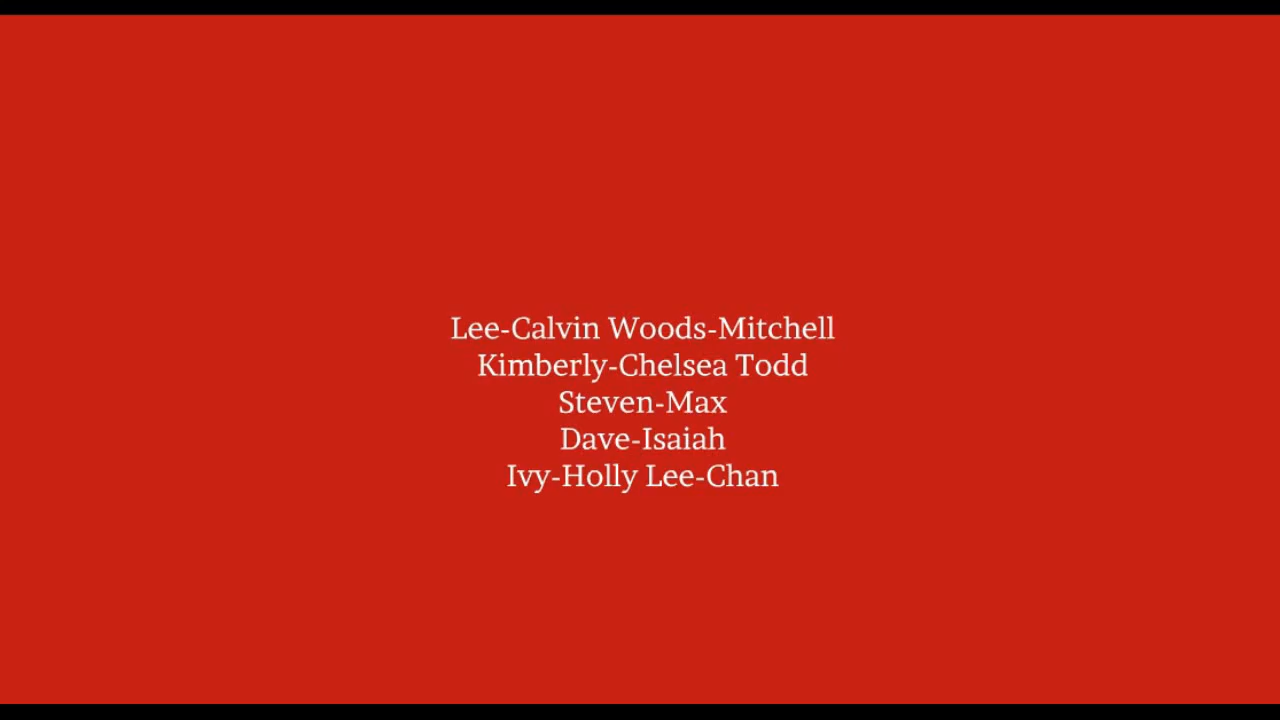 Lee-Calvin Woods-Mitchell
Kimberly-Chelsea Todd
Steven-Max
Dave-Isaiah
Ivy-Holly Lee-Chan